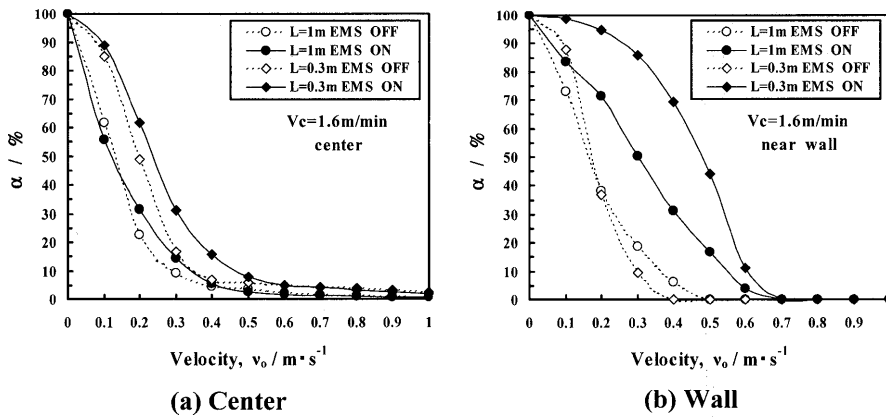 100
90
80
70
60
50
40
30
20
10
0
α / %
L=1m EMS OFF
L=1m EMS ON
L=0.3m EMS OFF
L=0.3m EMS ON
Vc=1.6m/min
center
0 0.1 0.2 0.3 0.4 0.5 0.6 0.7 0.8 0.9 1
Velocity, νo / m·s-1
(a) Center
100
90
80
70
60
50
40
30
20
10
0
α / %
L=1m EMS OFF
L=1m EMS ON
L=0.3m EMS OFF
L=0.3m EMS ON
Vc=1.6m/min
near wall
0 0.1 0.2 0.3 0.4 0.5 0.6 0.7 0.8 0.9
Velocity, νo / m·s-1
(b) Wall